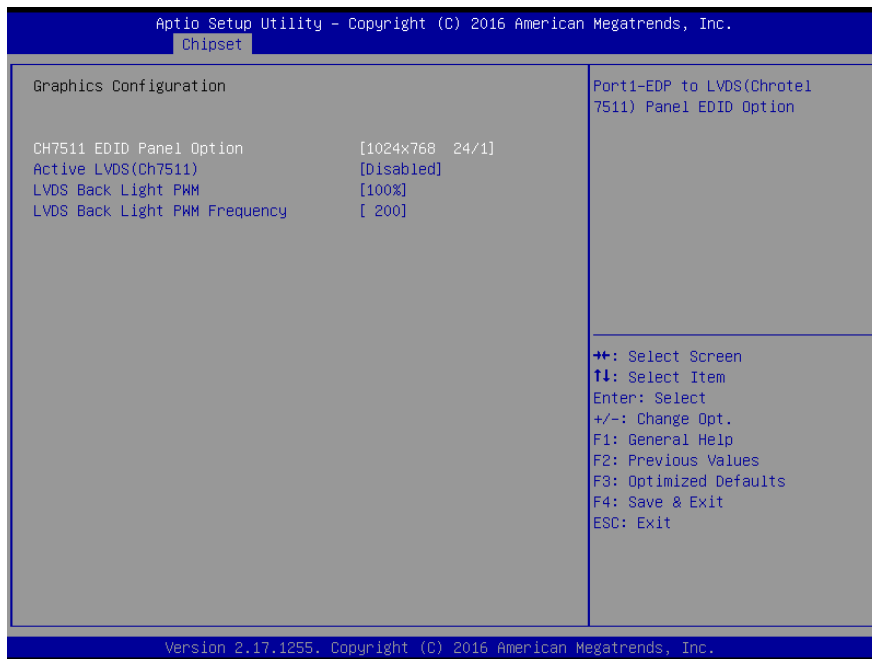 Aptio Setup Utility – Copyright (C) 2016 American Megatrends, Inc.
Chipset
Graphics Configuration
CH7511 EDID Panel Option [1024x768 24/1]
Active LVDS(Ch7511) [Disabled]
LVDS Back Light PWM [100%]
LVDS Back Light PWM Frequency [ 200]
Port1-EDP to LVDS(Chrotel
7511) Panel EDID Option
→←: Select Screen
↑↓: Select Item
Enter: Select
+/-: Change Opt.
F1: General Help
F2: Previous Values
F3: Optimized Defaults
F4: Save & Exit
ESC: Exit
Version 2.17.1255. Copyright (C) 2016 American Megatrends, Inc.